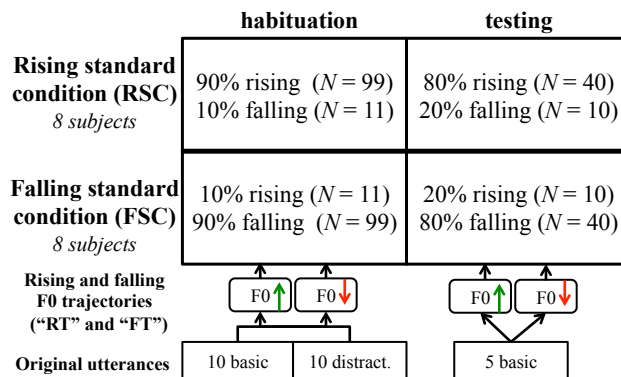 habituation testing
Rising standard
condition (RSC)
8 subjects
90% rising (N = 99)
10% falling (N = 11)
80% rising (N = 40)
20% falling (N = 10)
Falling standard
condition (FSC)
8 subjects
10% rising (N = 11)
90% falling (N = 99)
20% rising (N = 10)
80% falling (N = 40)
Rising and falling
F0 trajectories
(“RT” and “FT”)
F0 F0 F0 F0
Original utterances 10 basic 10 distract. 5 basic